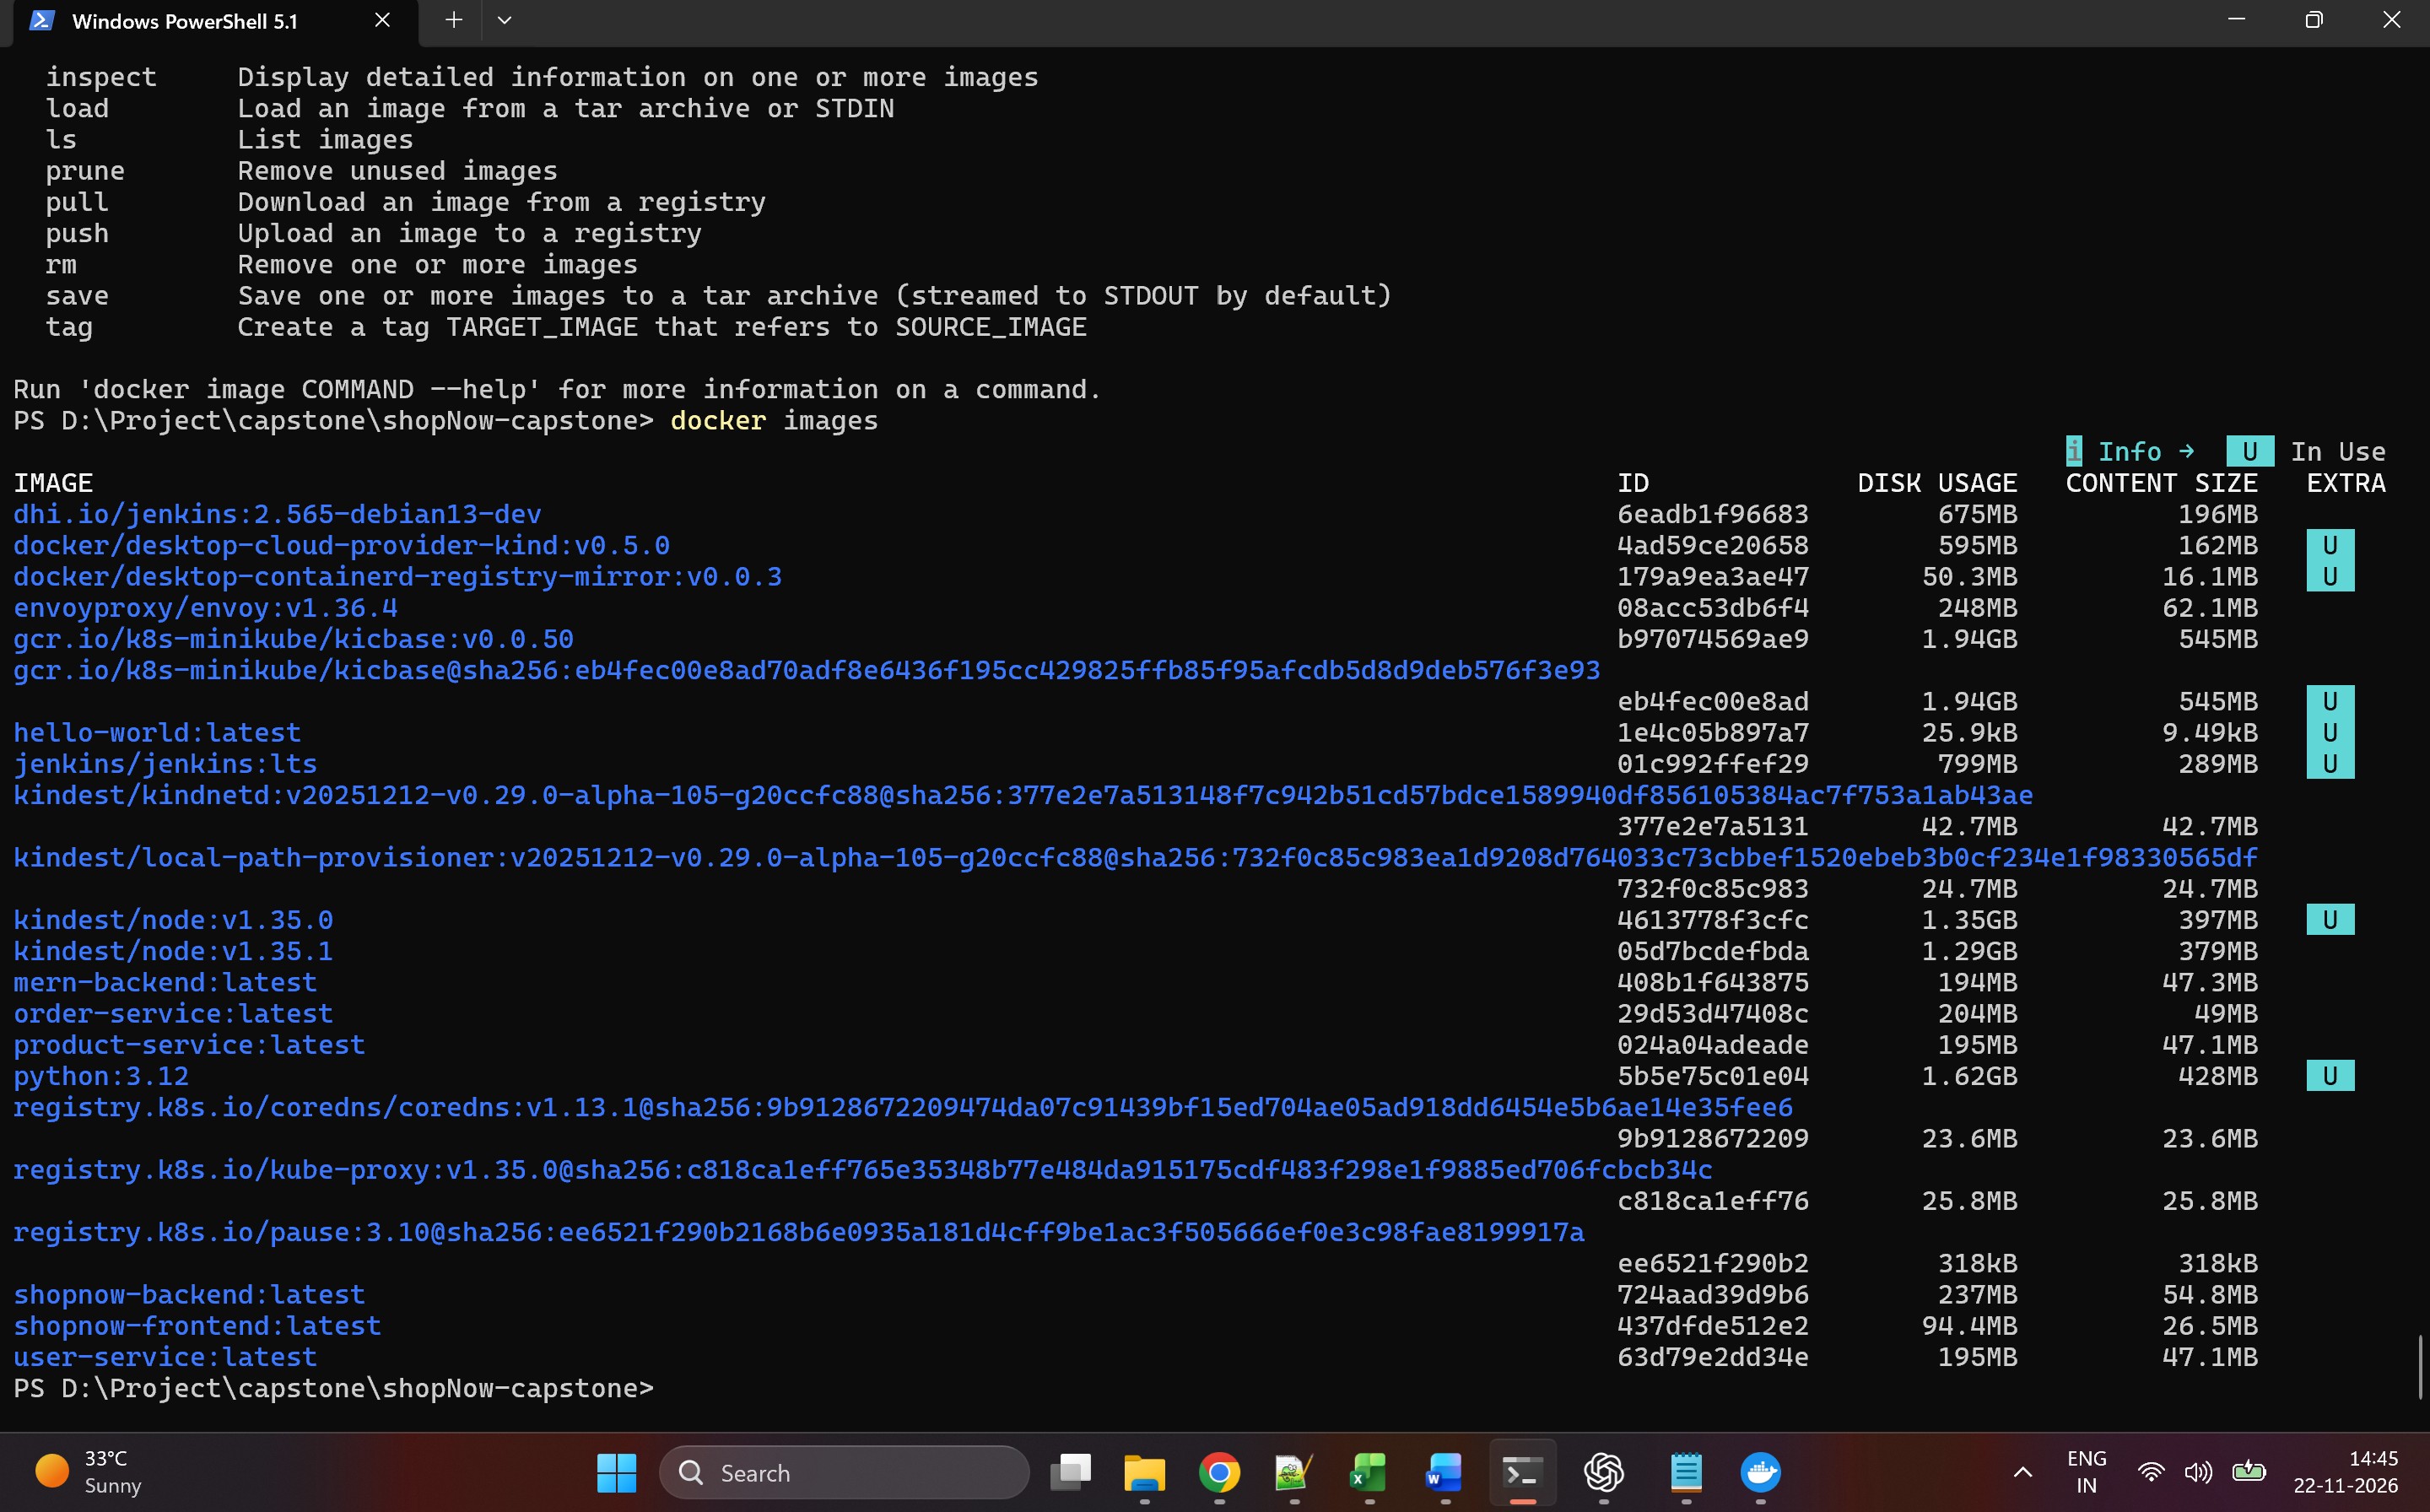 Windows PowerShell 5.1
inspect     Display detailed information on one or more images
load        Load an image from a tar archive or STDIN
ls          List images
prune       Remove unused images
pull        Download an image from a registry
push        Upload an image to a registry
rm          Remove one or more images
save        Save one or more images to a tar archive (streamed to STDOUT by default)
tag         Create a tag TARGET_IMAGE that refers to SOURCE_IMAGE
Run 'docker image COMMAND --help' for more information on a command.
PS D:\Project\capstone\shopNow-capstone> docker images
i Info → U In Use
IMAGE ID DISK USAGE CONTENT SIZE EXTRA
dhi.io/jenkins:2.565-debian13-dev 6eadb1f96683 675MB 196MB
docker/desktop-cloud-provider-kind:v0.5.0 4ad59ce20658 595MB 162MB U
docker/desktop-containerd-registry-mirror:v0.0.3 179a9ea3ae47 50.3MB 16.1MB U
envoyproxy/envoy:v1.36.4 08acc53db6f4 248MB 62.1MB
gcr.io/k8s-minikube/kicbase:v0.0.50 b97074569ae9 1.94GB 545MB
gcr.io/k8s-minikube/kicbase@sha256:eb4fec00e8ad70adf8e6436f195cc429825ffb85f95afcdb5d8d9deb576f3e93
eb4fec00e8ad 1.94GB 545MB U
hello-world:latest 1e4c05b897a7 25.9kB 9.49kB U
jenkins/jenkins:lts 01c992ffef29 799MB 289MB U
kindest/kindnetd:v20251212-v0.29.0-alpha-105-g20ccfc88@sha256:377e2e7a513148f7c942b51cd57bdce1589940df856105384ac7f753a1ab43ae
377e2e7a5131 42.7MB 42.7MB
kindest/local-path-provisioner:v20251212-v0.29.0-alpha-105-g20ccfc88@sha256:732f0c85c983ea1d9208d764033c73cbbef1520ebeb3b0cf234e1f98330565df
732f0c85c983 24.7MB 24.7MB
kindest/node:v1.35.0 4613778f3cfc 1.35GB 397MB U
kindest/node:v1.35.1 05d7bcdefbda 1.29GB 379MB
mern-backend:latest 408b1f643875 194MB 47.3MB
order-service:latest 29d53d47408c 204MB 49MB
product-service:latest 024a04adeade 195MB 47.1MB
python:3.12 5b5e75c01e04 1.62GB 428MB U
registry.k8s.io/coredns/coredns:v1.13.1@sha256:9b9128672209474da07c91439bf15ed704ae05ad918dd6454e5b6ae14e35fee6
9b9128672209 23.6MB 23.6MB
registry.k8s.io/kube-proxy:v1.35.0@sha256:c818ca1eff765e35348b77e484da915175cdf483f298e1f9885ed706fcbcb34c
c818ca1eff76 25.8MB 25.8MB
registry.k8s.io/pause:3.10@sha256:ee6521f290b2168b6e0935a181d4cff9be1ac3f505666ef0e3c98fae8199917a
ee6521f290b2 318kB 318kB
shopnow-backend:latest 724aad39d9b6 237MB 54.8MB
shopnow-frontend:latest 437dfde512e2 94.4MB 26.5MB
user-service:latest 63d79e2dd34e 195MB 47.1MB
PS D:\Project\capstone\shopNow-capstone>
33°C
Sunny
Search
ENG
IN
14:45
22-11-2026